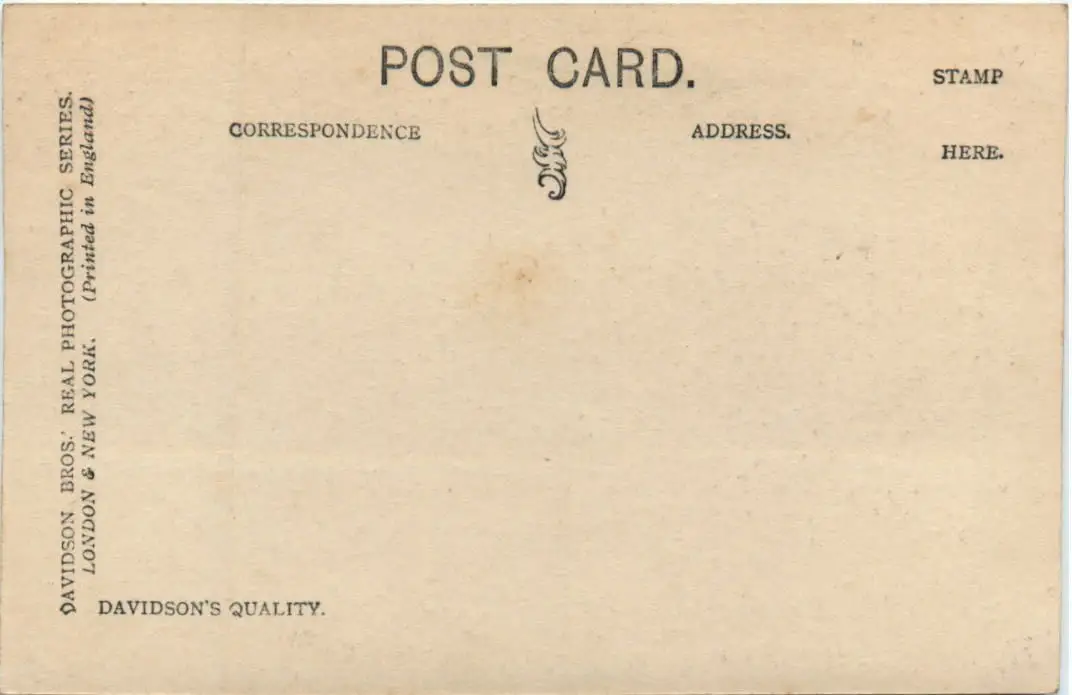 POST CARD.
STAMP
CORRESPONDENCE
ADDRESS.
HERE.
DAVIDSON BROS.' REAL PHOTOGRAPHIC SERIES.
LONDON & NEW YORK. (Printed in England)
DAVIDSON'S QUALITY.